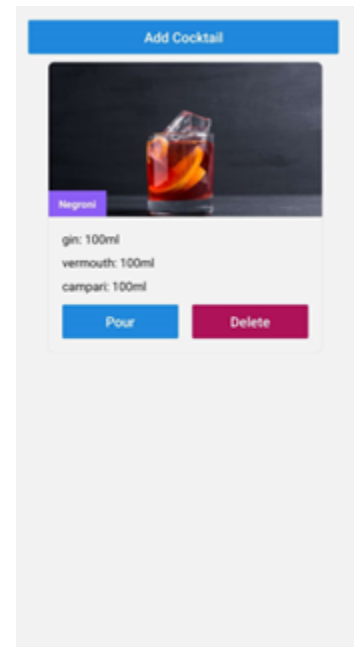 Add Cocktail
Negroni
gin: 100ml
vermouth: 100ml
campari: 100ml
Pour Delete